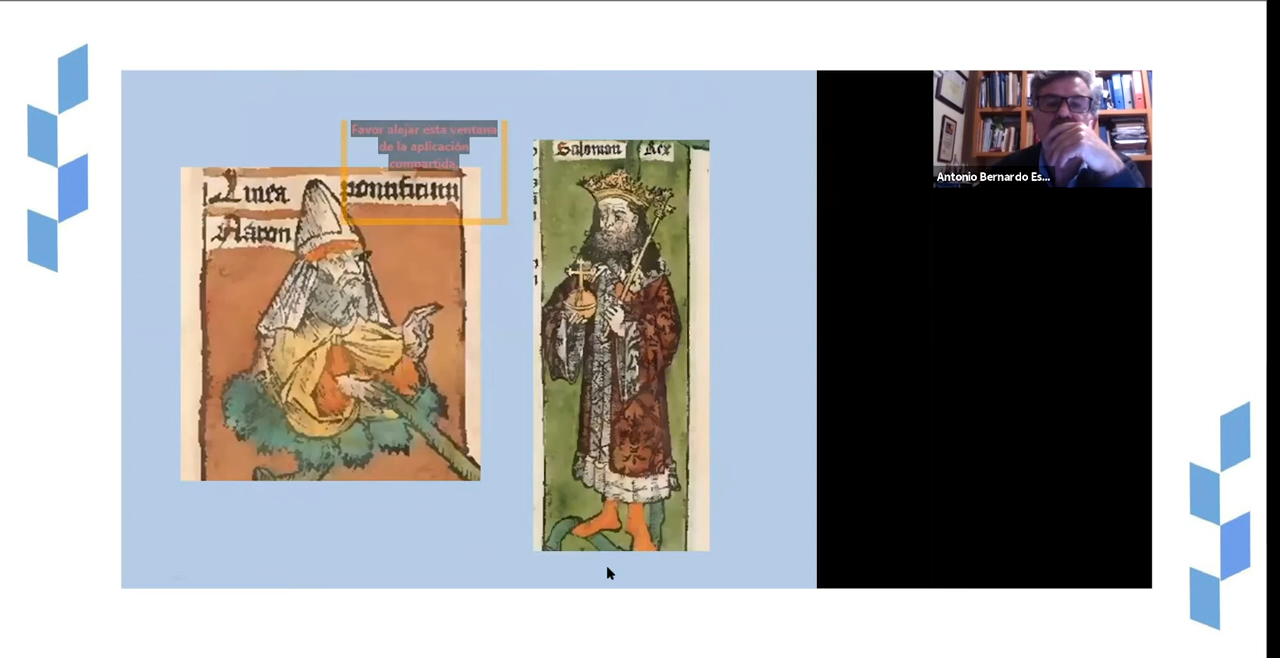 Favor alejar esta ventana
de la aplicación
compartida.
Linea pontificum
Aaron
Salomon Rex
Antonio Bernardo Es...